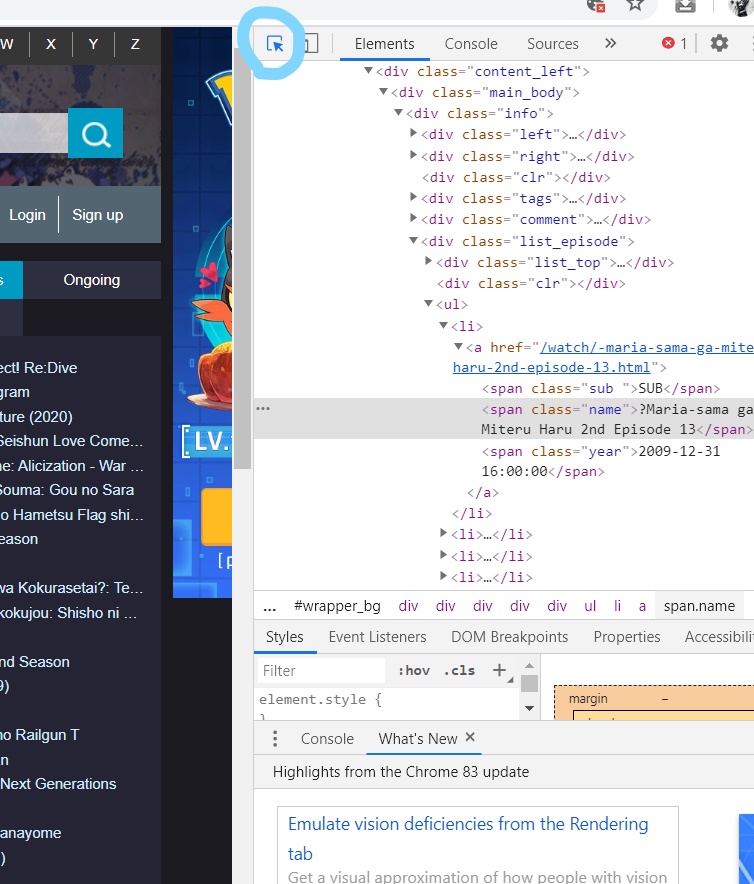 W X Y Z
Login Sign up
s Ongoing
ect! Re:Dive
gram
ture (2020)
Seishun Love Come...
ne: Alicization - War ...
Souma: Gou no Sara
o Hametsu Flag shi...
eason
wa Kokurasetai?: Te...
kokujou: Shisho ni ...
nd Season
9)
no Railgun T
n
Next Generations
anayome
)
LV.
[p
Elements Console Sources » 1
<div class="content_left">
<div class="main_body">
<div class="info">
<div class="left">…</div>
<div class="right">…</div>
<div class="clr"></div>
<div class="tags">…</div>
<div class="comment">…</div>
<div class="list_episode">
<div class="list_top">…</div>
<div class="clr"></div>
<ul>
<li>
<a href="/watch/-maria-sama-ga-mite
haru-2nd-episode-13.html">
<span class="sub ">SUB</span>
<span class="name">?Maria-sama ga
Miteru Haru 2nd Episode 13</span>
<span class="year">2009-12-31
16:00:00</span>
</a>
</li>
<li>…</li>
<li>…</li>
<li>…</li>
... #wrapper_bg div div div div div ul li a span.name
Styles Event Listeners DOM Breakpoints Properties Accessibili
Filter :hov .cls +
element.style {
}
margin –
Console What's New ×
Highlights from the Chrome 83 update
Emulate vision deficiencies from the Rendering
tab
Get a visual approximation of how people with vision